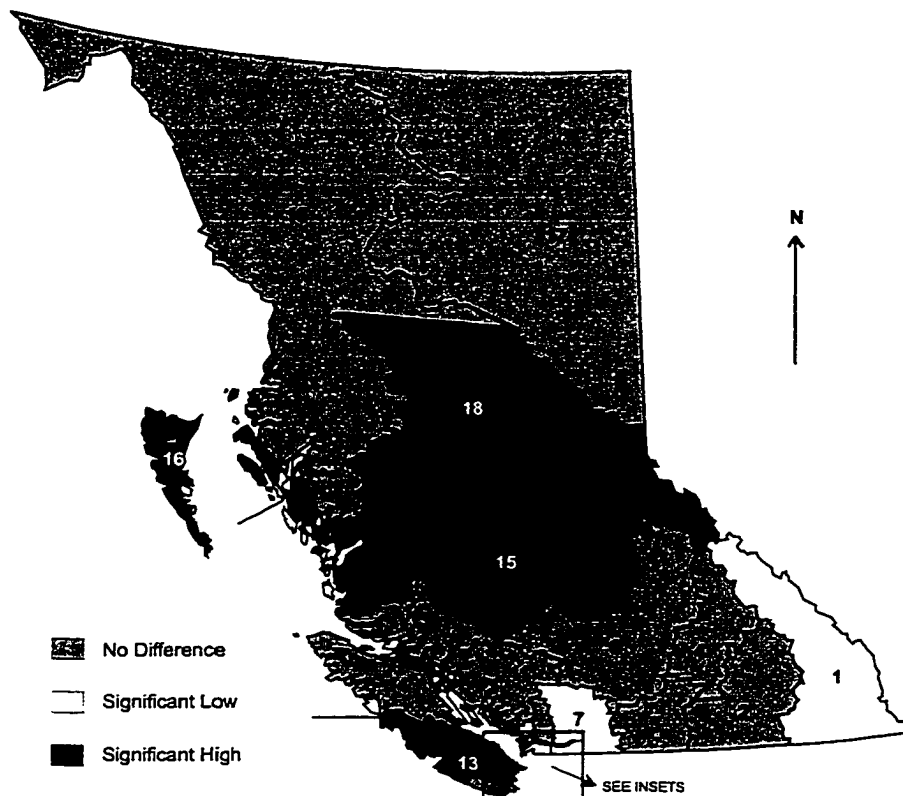 N
18
16
15
No Difference
1
Significant Low
7
Significant High
13
SEE INSETS